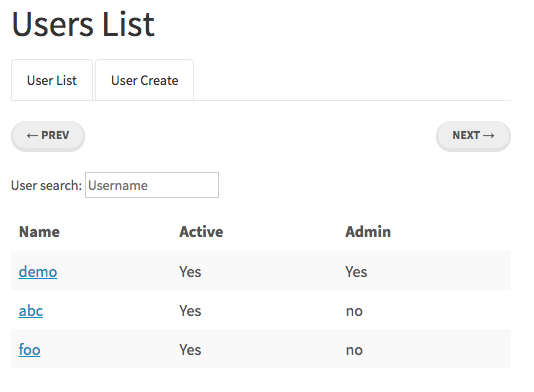 Users List
User List User Create
← PREV NEXT →
User search: Username
Name Active Admin
demo Yes Yes
abc Yes no
foo Yes no